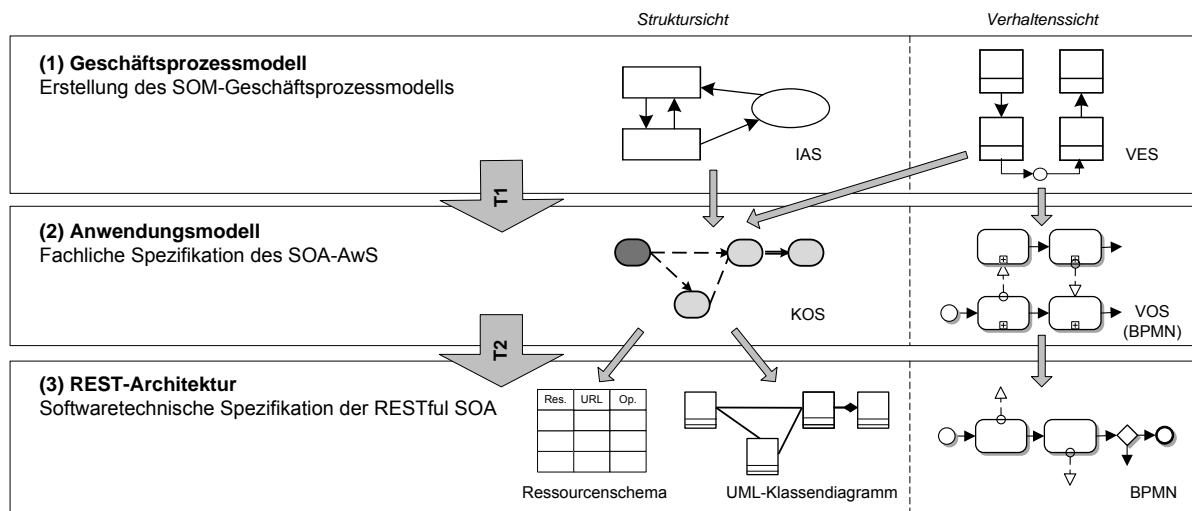 Struktursicht
Verhaltenssicht
(1) Geschäftsprozessmodell
Erstellung des SOM-Geschäftsprozessmodells
IAS
VES
T1
(2) Anwendungsmodell
Fachliche Spezifikation des SOA-AwS
KOS
VOS
(BPMN)
T2
(3) REST-Architektur
Softwaretechnische Spezifikation der RESTful SOA
Res. URL Op.
Ressourcenschema
UML-Klassendiagramm
BPMN